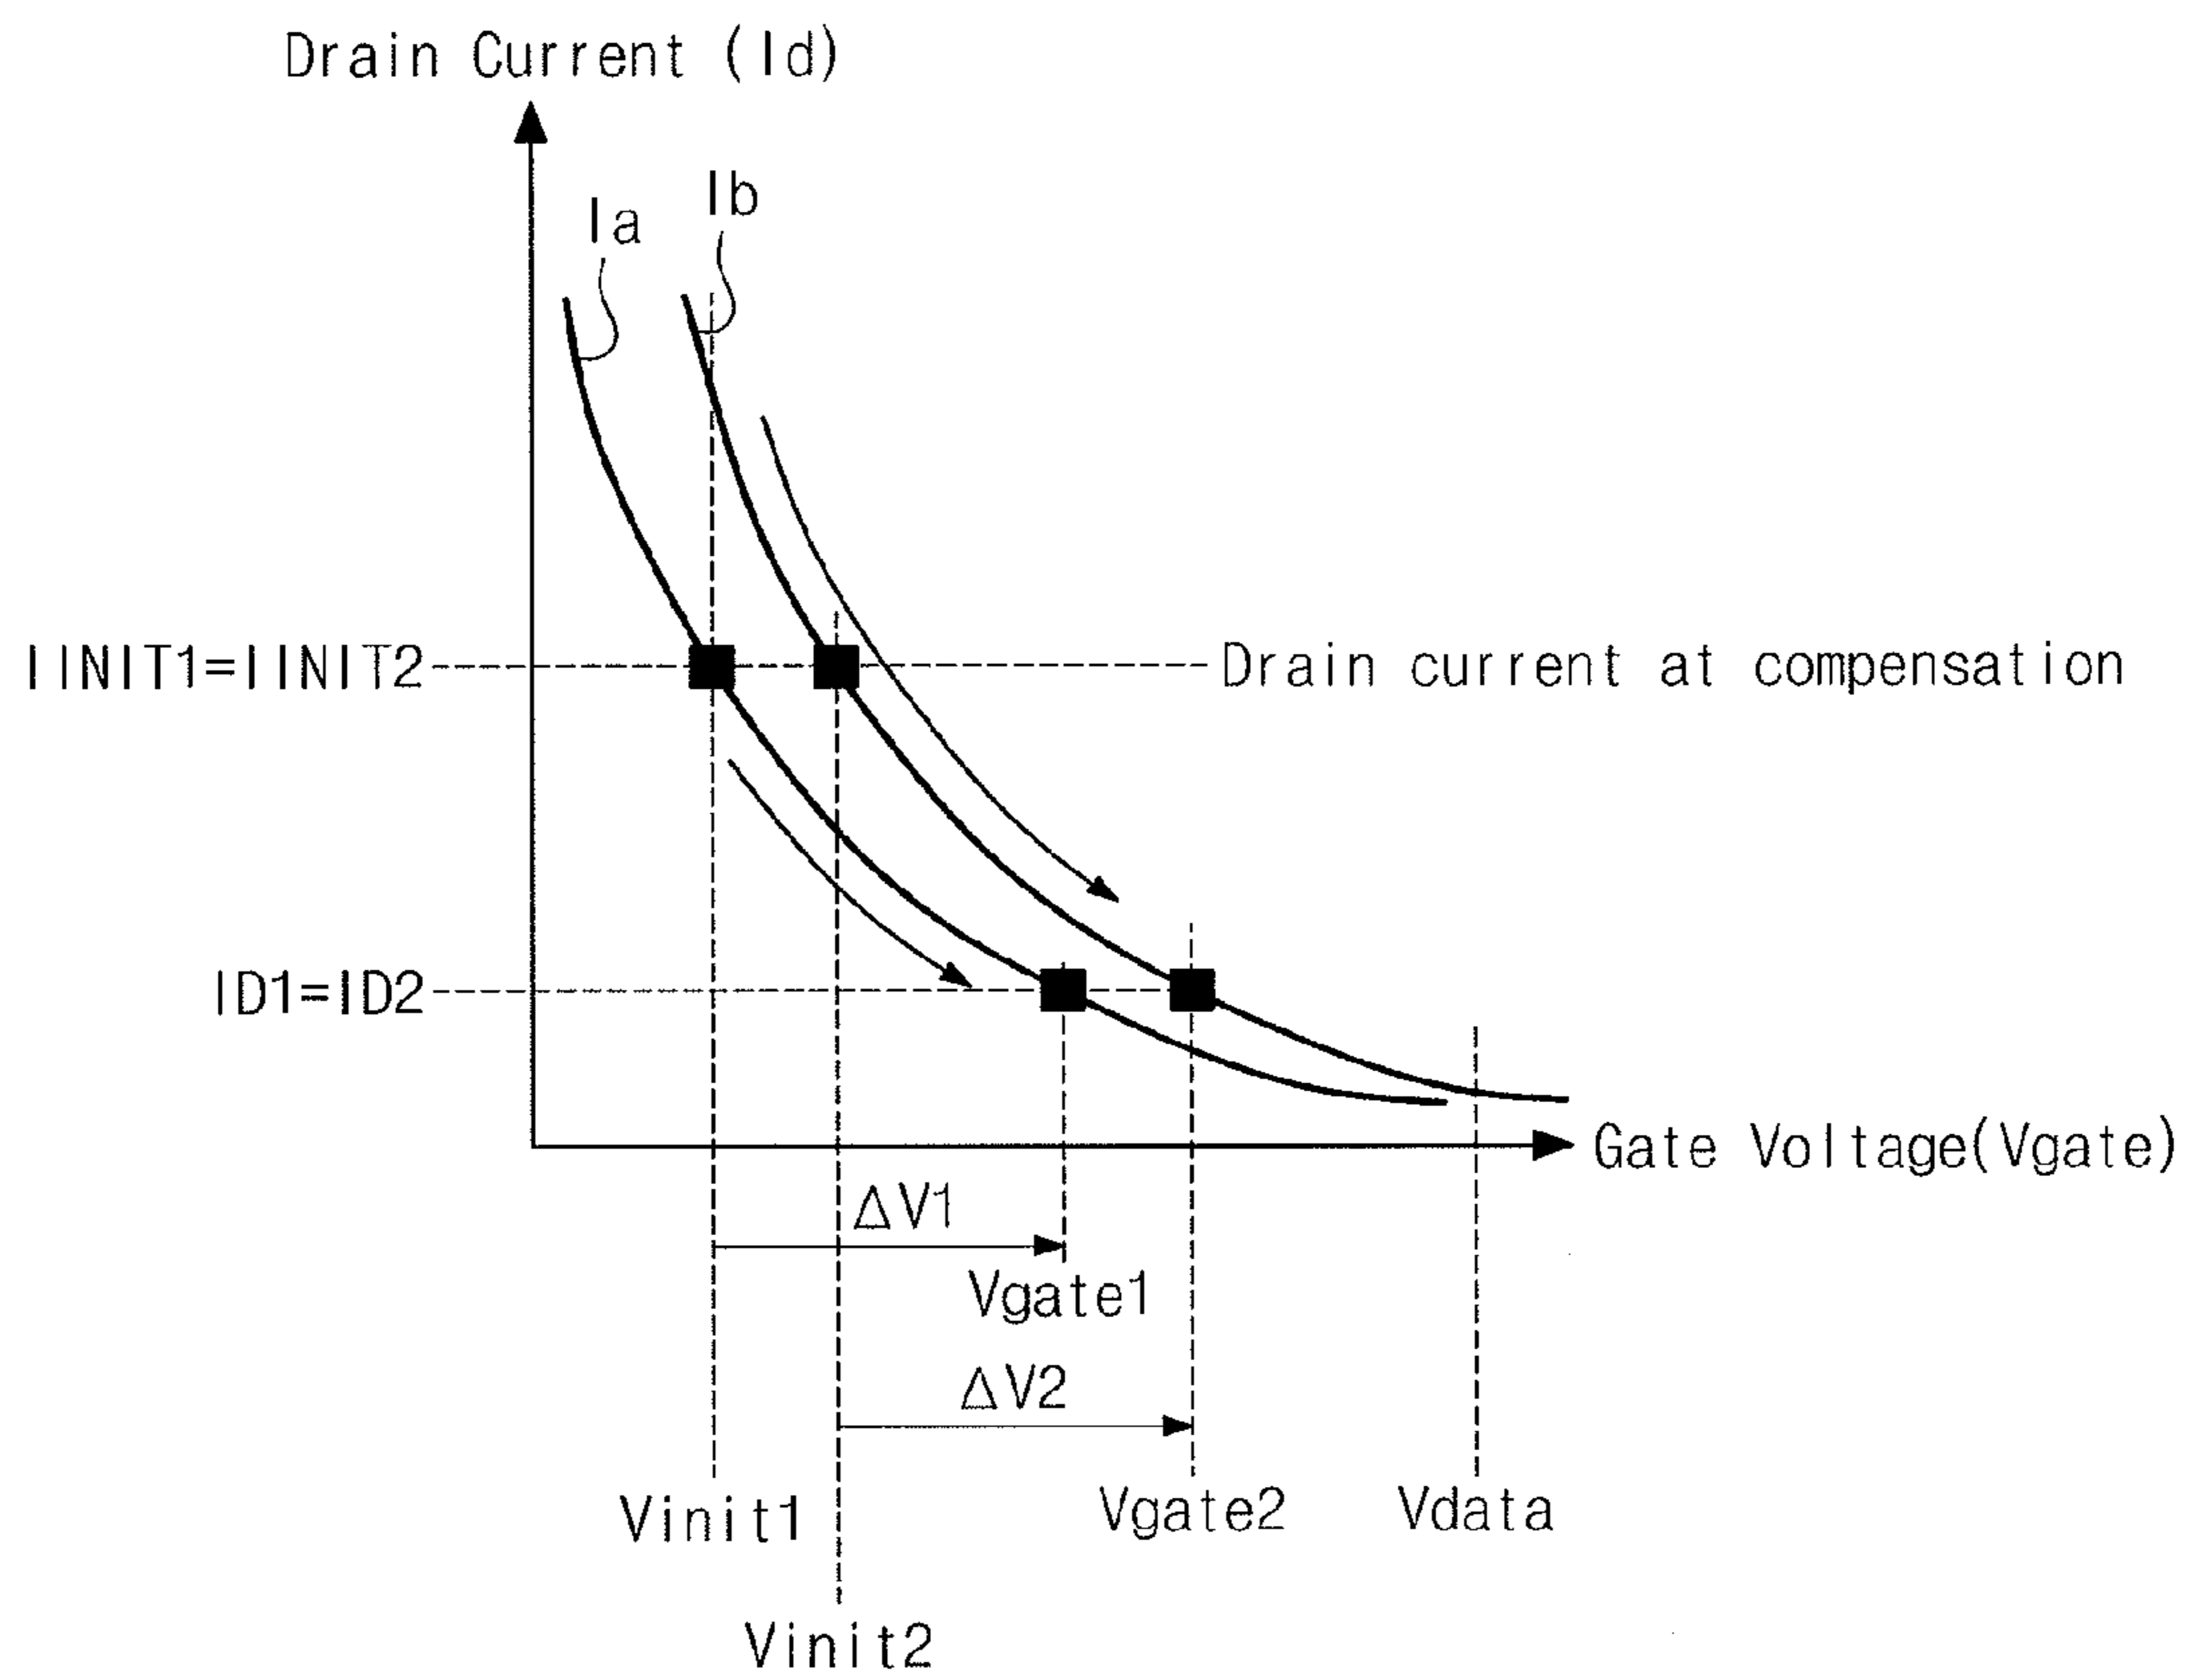 Drain Current (Id)
Ia
Ib
IINIT1=IINIT2
Drain current at compensation
ID1=ID2
Gate Voltage(Vgate)
ΔV1
Vgate1
ΔV2
Vinit1
Vgate2
Vdata
Vinit2